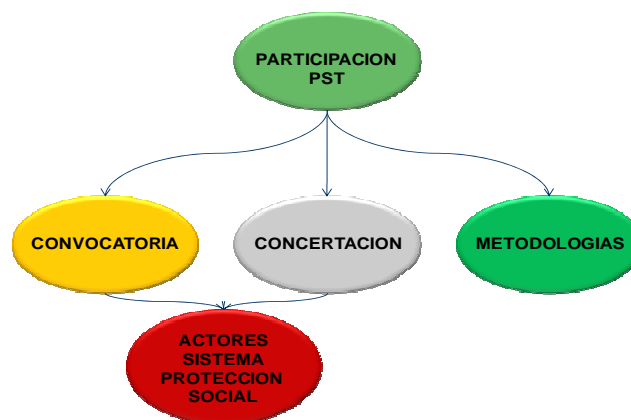 PARTICIPACION
PST
CONVOCATORIA
CONCERTACION
METODOLOGIAS
ACTORES
SISTEMA
PROTECCION
SOCIAL